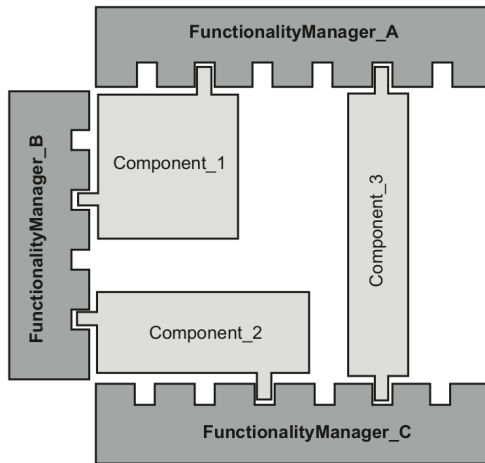 FunctionalityManager_A
FunctionalityManager_B
Component_1
Component_3
Component_2
FunctionalityManager_C